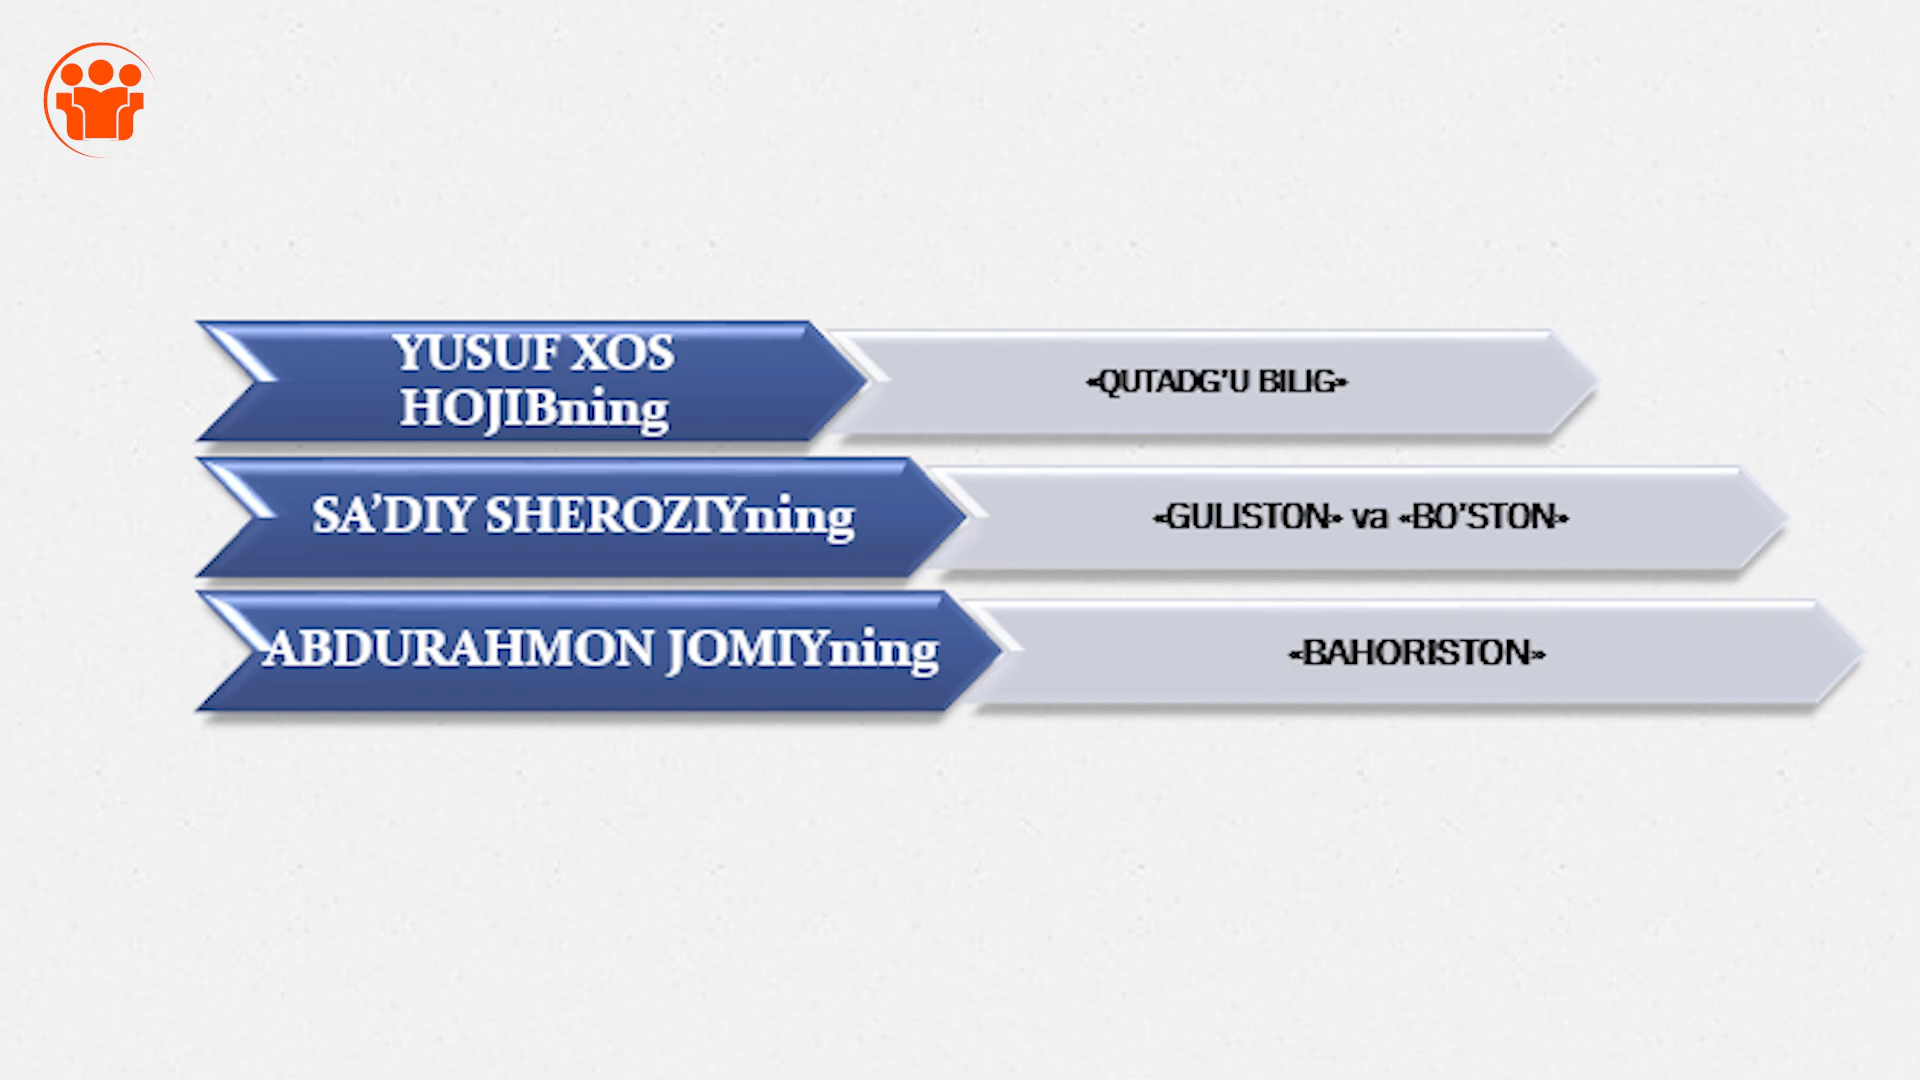 YUSUF XOS
HOJIBning
«QUTADG’U BILIG»
SA’DIY SHEROZIYning
«GULISTON» va «BO’STON»
ABDURAHMON JOMIYning
«BAHORISTON»